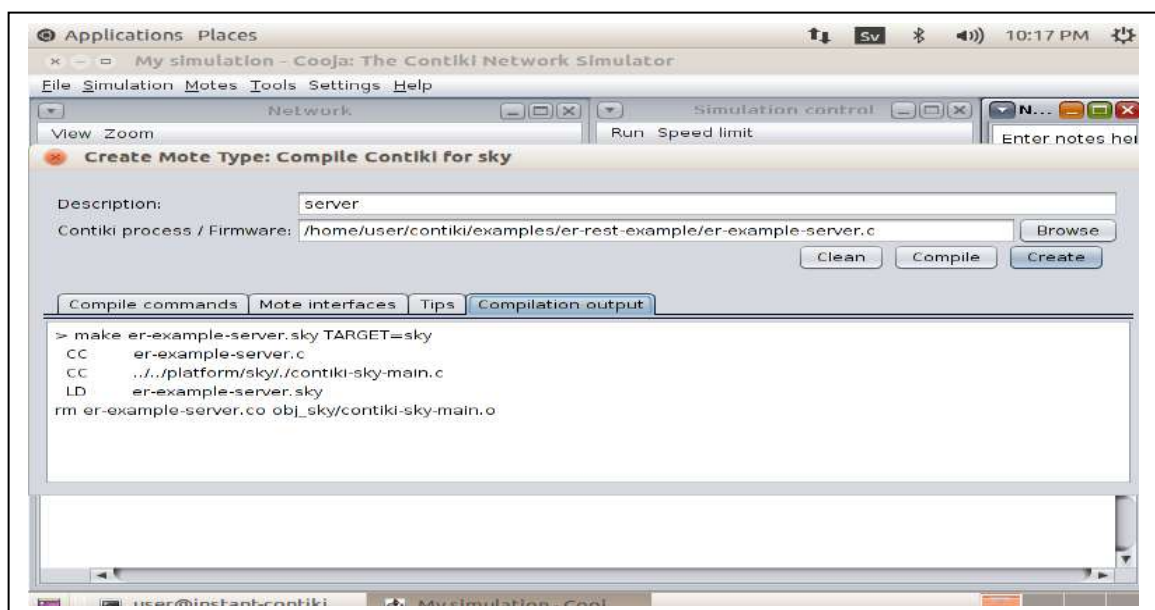 Applications Places Sv 10:17 PM
My simulation - Cooja: The Contiki Network Simulator
File Simulation Motes Tools Settings Help
Network Simulation control N...
View Zoom Run Speed limit Enter notes her
Create Mote Type: Compile Contiki for sky
Description: server
Contiki process / Firmware: /home/user/contiki/examples/er-rest-example/er-example-server.c Browse
Clean Compile Create
Compile commands Mote interfaces Tips Compilation output
> make er-example-server.sky TARGET=sky
CC er-example-server.c
CC ../../platform/sky/./contiki-sky-main.c
LD er-example-server.sky
rm er-example-server.co obj_sky/contiki-sky-main.o
user@instant-contiki My simulation - Cooj